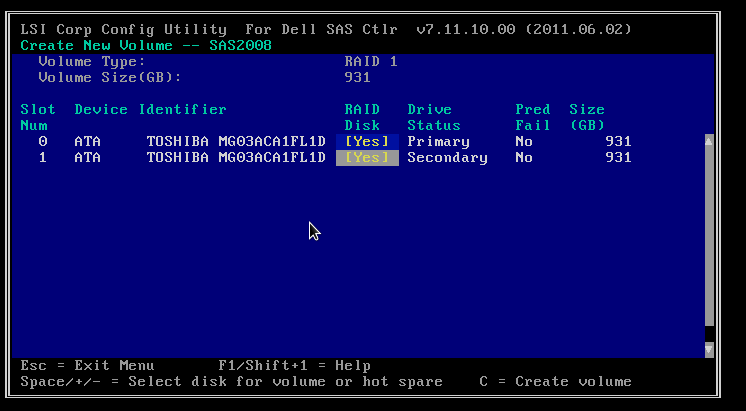 LSI Corp Config Utility  For Dell SAS Ctlr  v7.11.10.00 (2011.06.02)
Create New Volume -- SAS2008
Volume Type: RAID 1
Volume Size(GB): 931
Slot Device Identifier RAID Drive Pred Size
Num Disk Status Fail (GB)
0 ATA TOSHIBA MG03ACA1FL1D [Yes] Primary No 931
1 ATA TOSHIBA MG03ACA1FL1D [Yes] Secondary No 931
Esc = Exit Menu F1/Shift+1 = Help
Space/+/- = Select disk for volume or hot spare C = Create volume